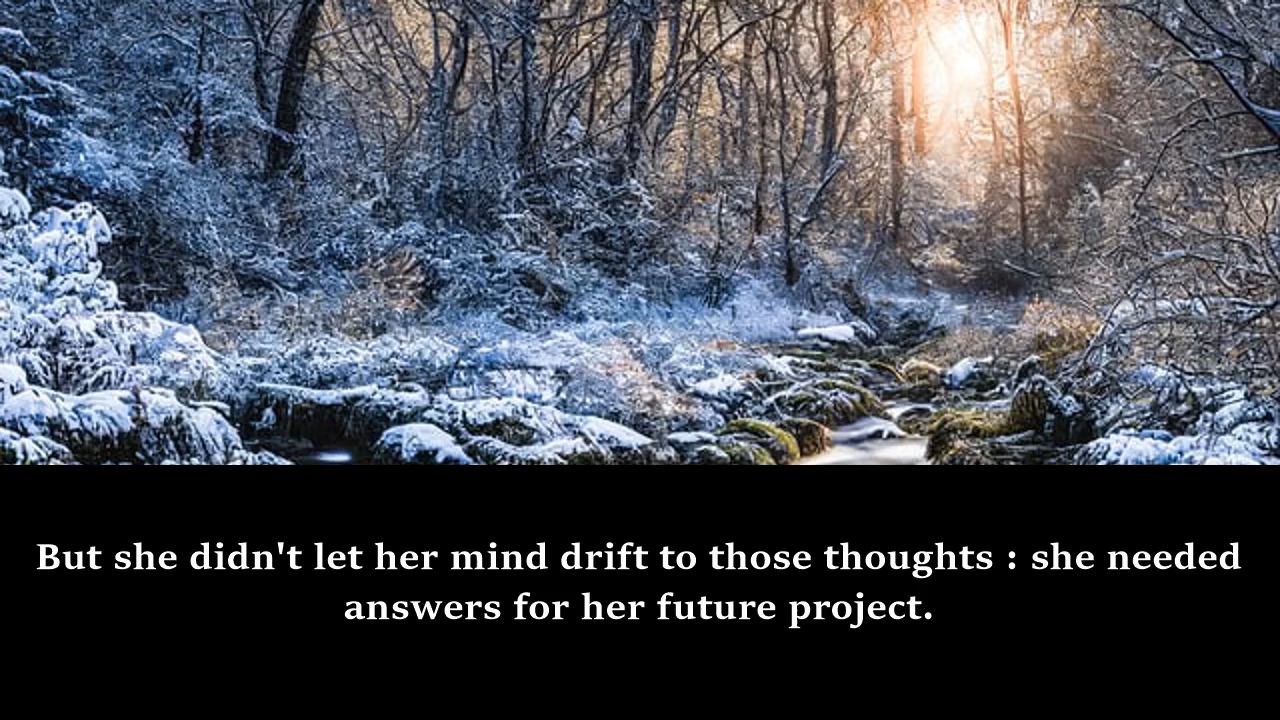 But she didn't let her mind drift to those thoughts : she needed
answers for her future project.